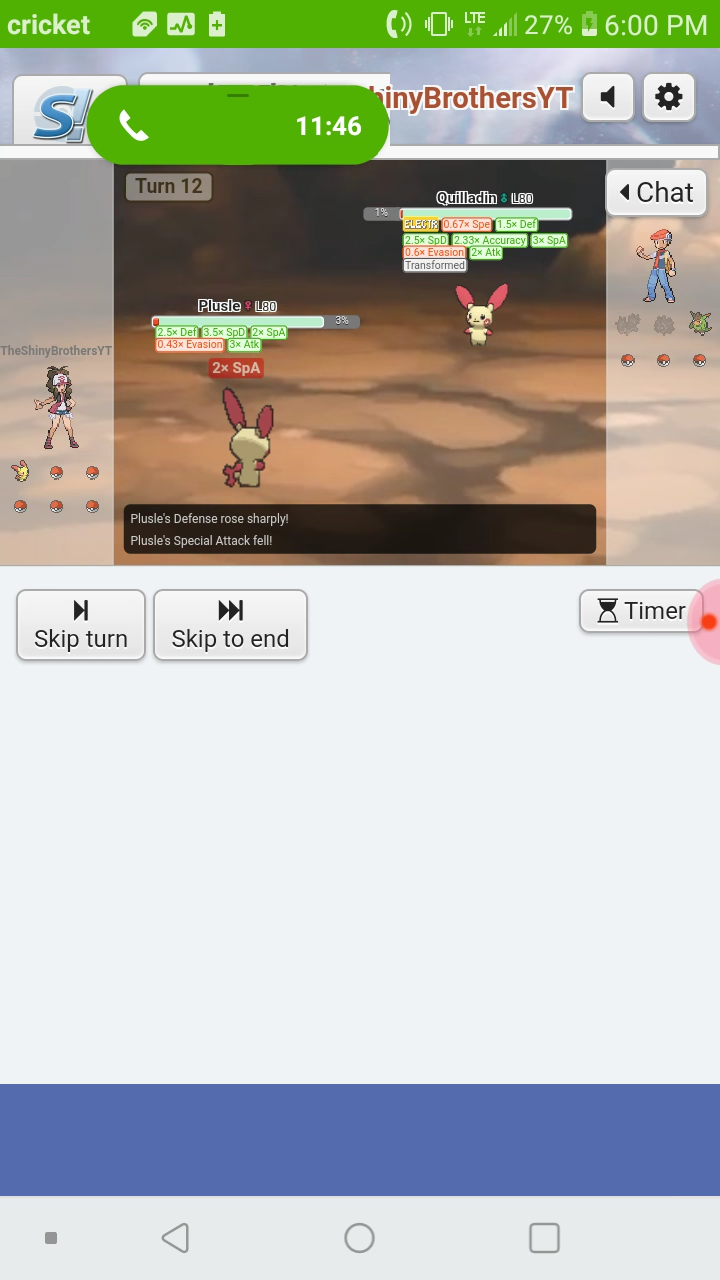 cricket LTE 27% 6:00 PM
S!
hinyBrothersYT
11:46
Turn 12
Chat
Quilladin L80
1%
ELECTR 0.67× Spe 1.5× Def
2.5× SpD 2.33× Accuracy 3× SpA
0.6× Evasion 2× Atk
Transformed
Plusle L80
3%
2.5× Def 3.5× SpD 2× SpA
0.43× Evasion 3× Atk
2× SpA
TheShinyBrothersYT
Plusle's Defense rose sharply!
Plusle's Special Attack fell!
Skip turn
Skip to end
Timer